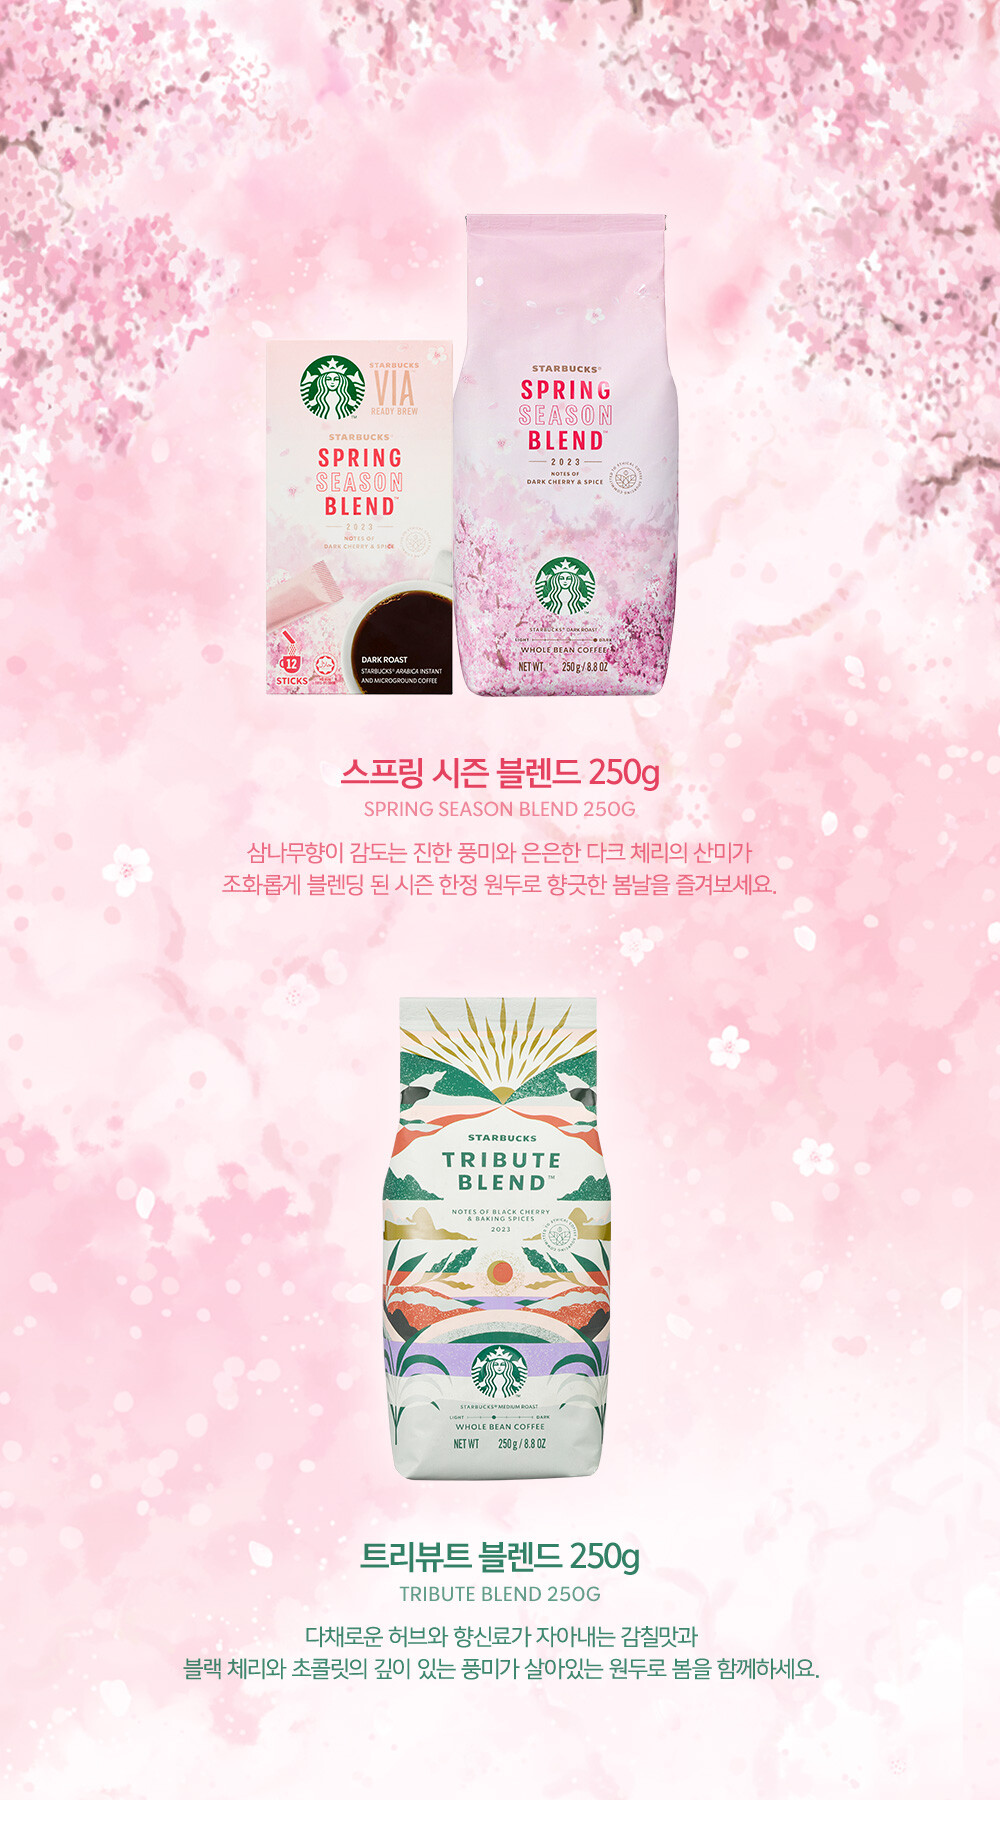 STARBUCKS
VIA
READY BREW
STARBUCKS®
SPRING
SEASON
BLEND™
2023
NOTES OF
DARK CHERRY & SPICE
12
STICKS
DARK ROAST
STARBUCKS® ARABICA INSTANT
AND MICROGROUND COFFEE
STARBUCKS®
SPRING
SEASON
BLEND™
2023
NOTES OF
DARK CHERRY & SPICE
STARBUCKS® DARK ROAST
LIGHT DARK
WHOLE BEAN COFFEE
NET WT 250 g / 8.8 OZ
스프링 시즌 블렌드 250g
SPRING SEASON BLEND 250G
삼나무향이 감도는 진한 풍미와 은은한 다크 체리의 산미가
조화롭게 블렌딩 된 시즌 한정 원두로 향긋한 봄날을 즐겨보세요.
STARBUCKS
TRIBUTE
BLEND™
NOTES OF BLACK CHERRY
& BAKING SPICES
2023
STARBUCKS® MEDIUM ROAST
LIGHT DARK
WHOLE BEAN COFFEE
NET WT 250 g / 8.8 OZ
트리뷰트 블렌드 250g
TRIBUTE BLEND 250G
다채로운 허브와 향신료가 자아내는 감칠맛과
블랙 체리와 초콜릿의 깊이 있는 풍미가 살아있는 원두로 봄을 함께하세요.